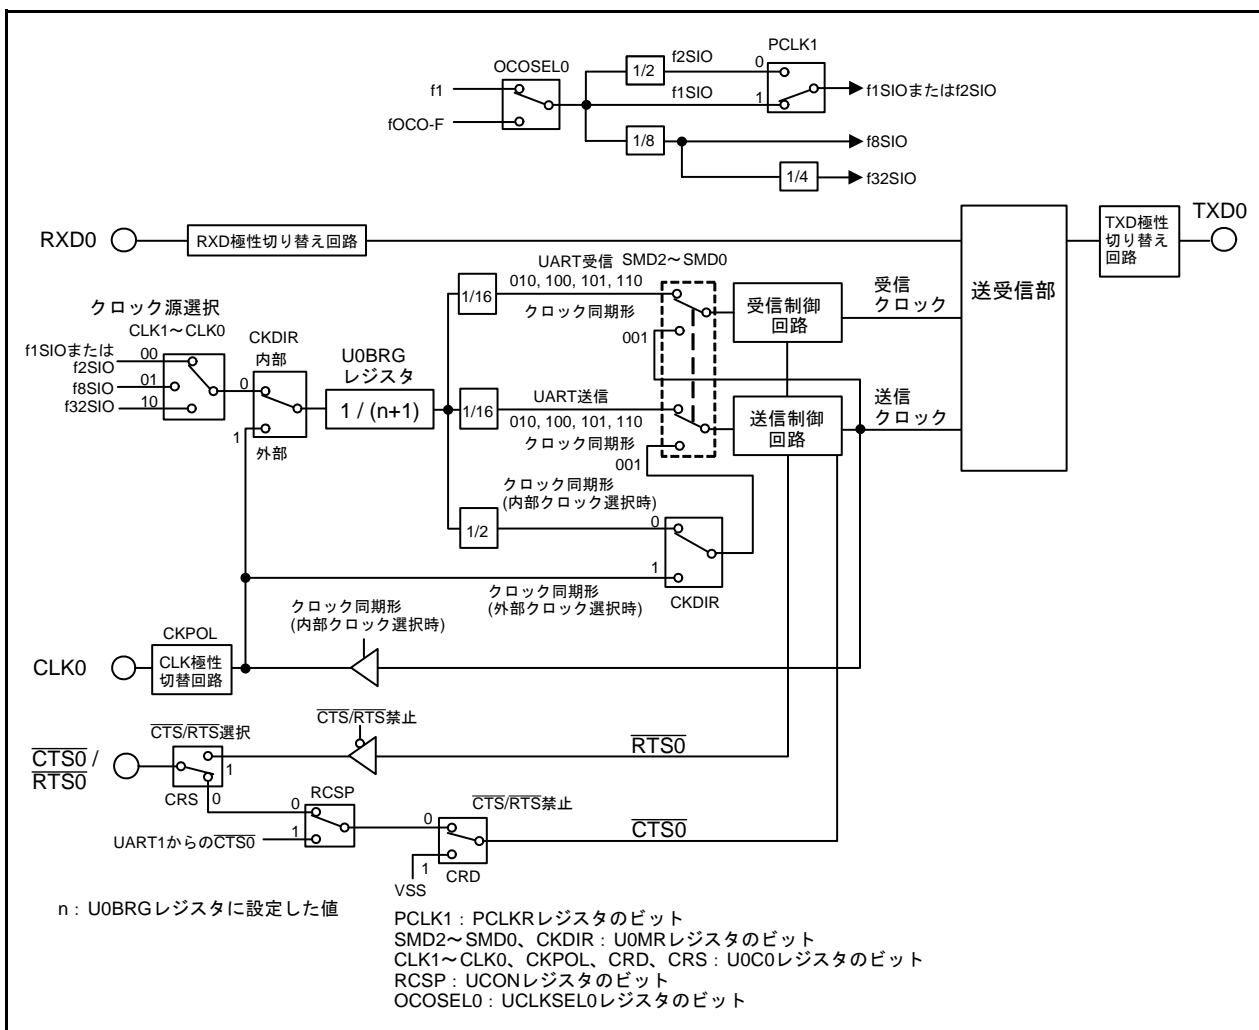 OCOSEL0
f1
fOCO-F
1/2
f2SIO
f1SIO
PCLK1
0
1
f1SIOまたはf2SIO
1/8
f8SIO
1/4
f32SIO
RXD0
RXD極性切り替え回路
送受信部
TXD極性
切り替え
回路
TXD0
クロック源選択
CLK1～CLK0
f1SIOまたは
f2SIO
00
f8SIO
01
f32SIO
10
CKDIR
内部
0
1
外部
U0BRG
レジスタ
1 / (n+1)
1/16
UART受信
010, 100, 101, 110
クロック同期形
001
SMD2～SMD0
受信制御
回路
受信
クロック
1/16
UART送信
010, 100, 101, 110
クロック同期形
001
送信制御
回路
送信
クロック
クロック同期形
(内部クロック選択時)
1/2
0
1
CKDIR
クロック同期形
(外部クロック選択時)
クロック同期形
(内部クロック選択時)
CKPOL
CLK0
CLK極性
切替回路
CTS/RTS選択
CTS/RTS禁止
CTS0 /
RTS0
1
CRS
0
RTS0
RCSP
0
1
UART1からのCTS0
CTS/RTS禁止
0
1
VSS
CRD
CTS0
n : U0BRGレジスタに設定した値
PCLK1 : PCLKRレジスタのビット
SMD2～SMD0、CKDIR : U0MRレジスタのビット
CLK1～CLK0、CKPOL、CRD、CRS : U0C0レジスタのビット
RCSP : UCONレジスタのビット
OCOSEL0 : UCLKSEL0レジスタのビット